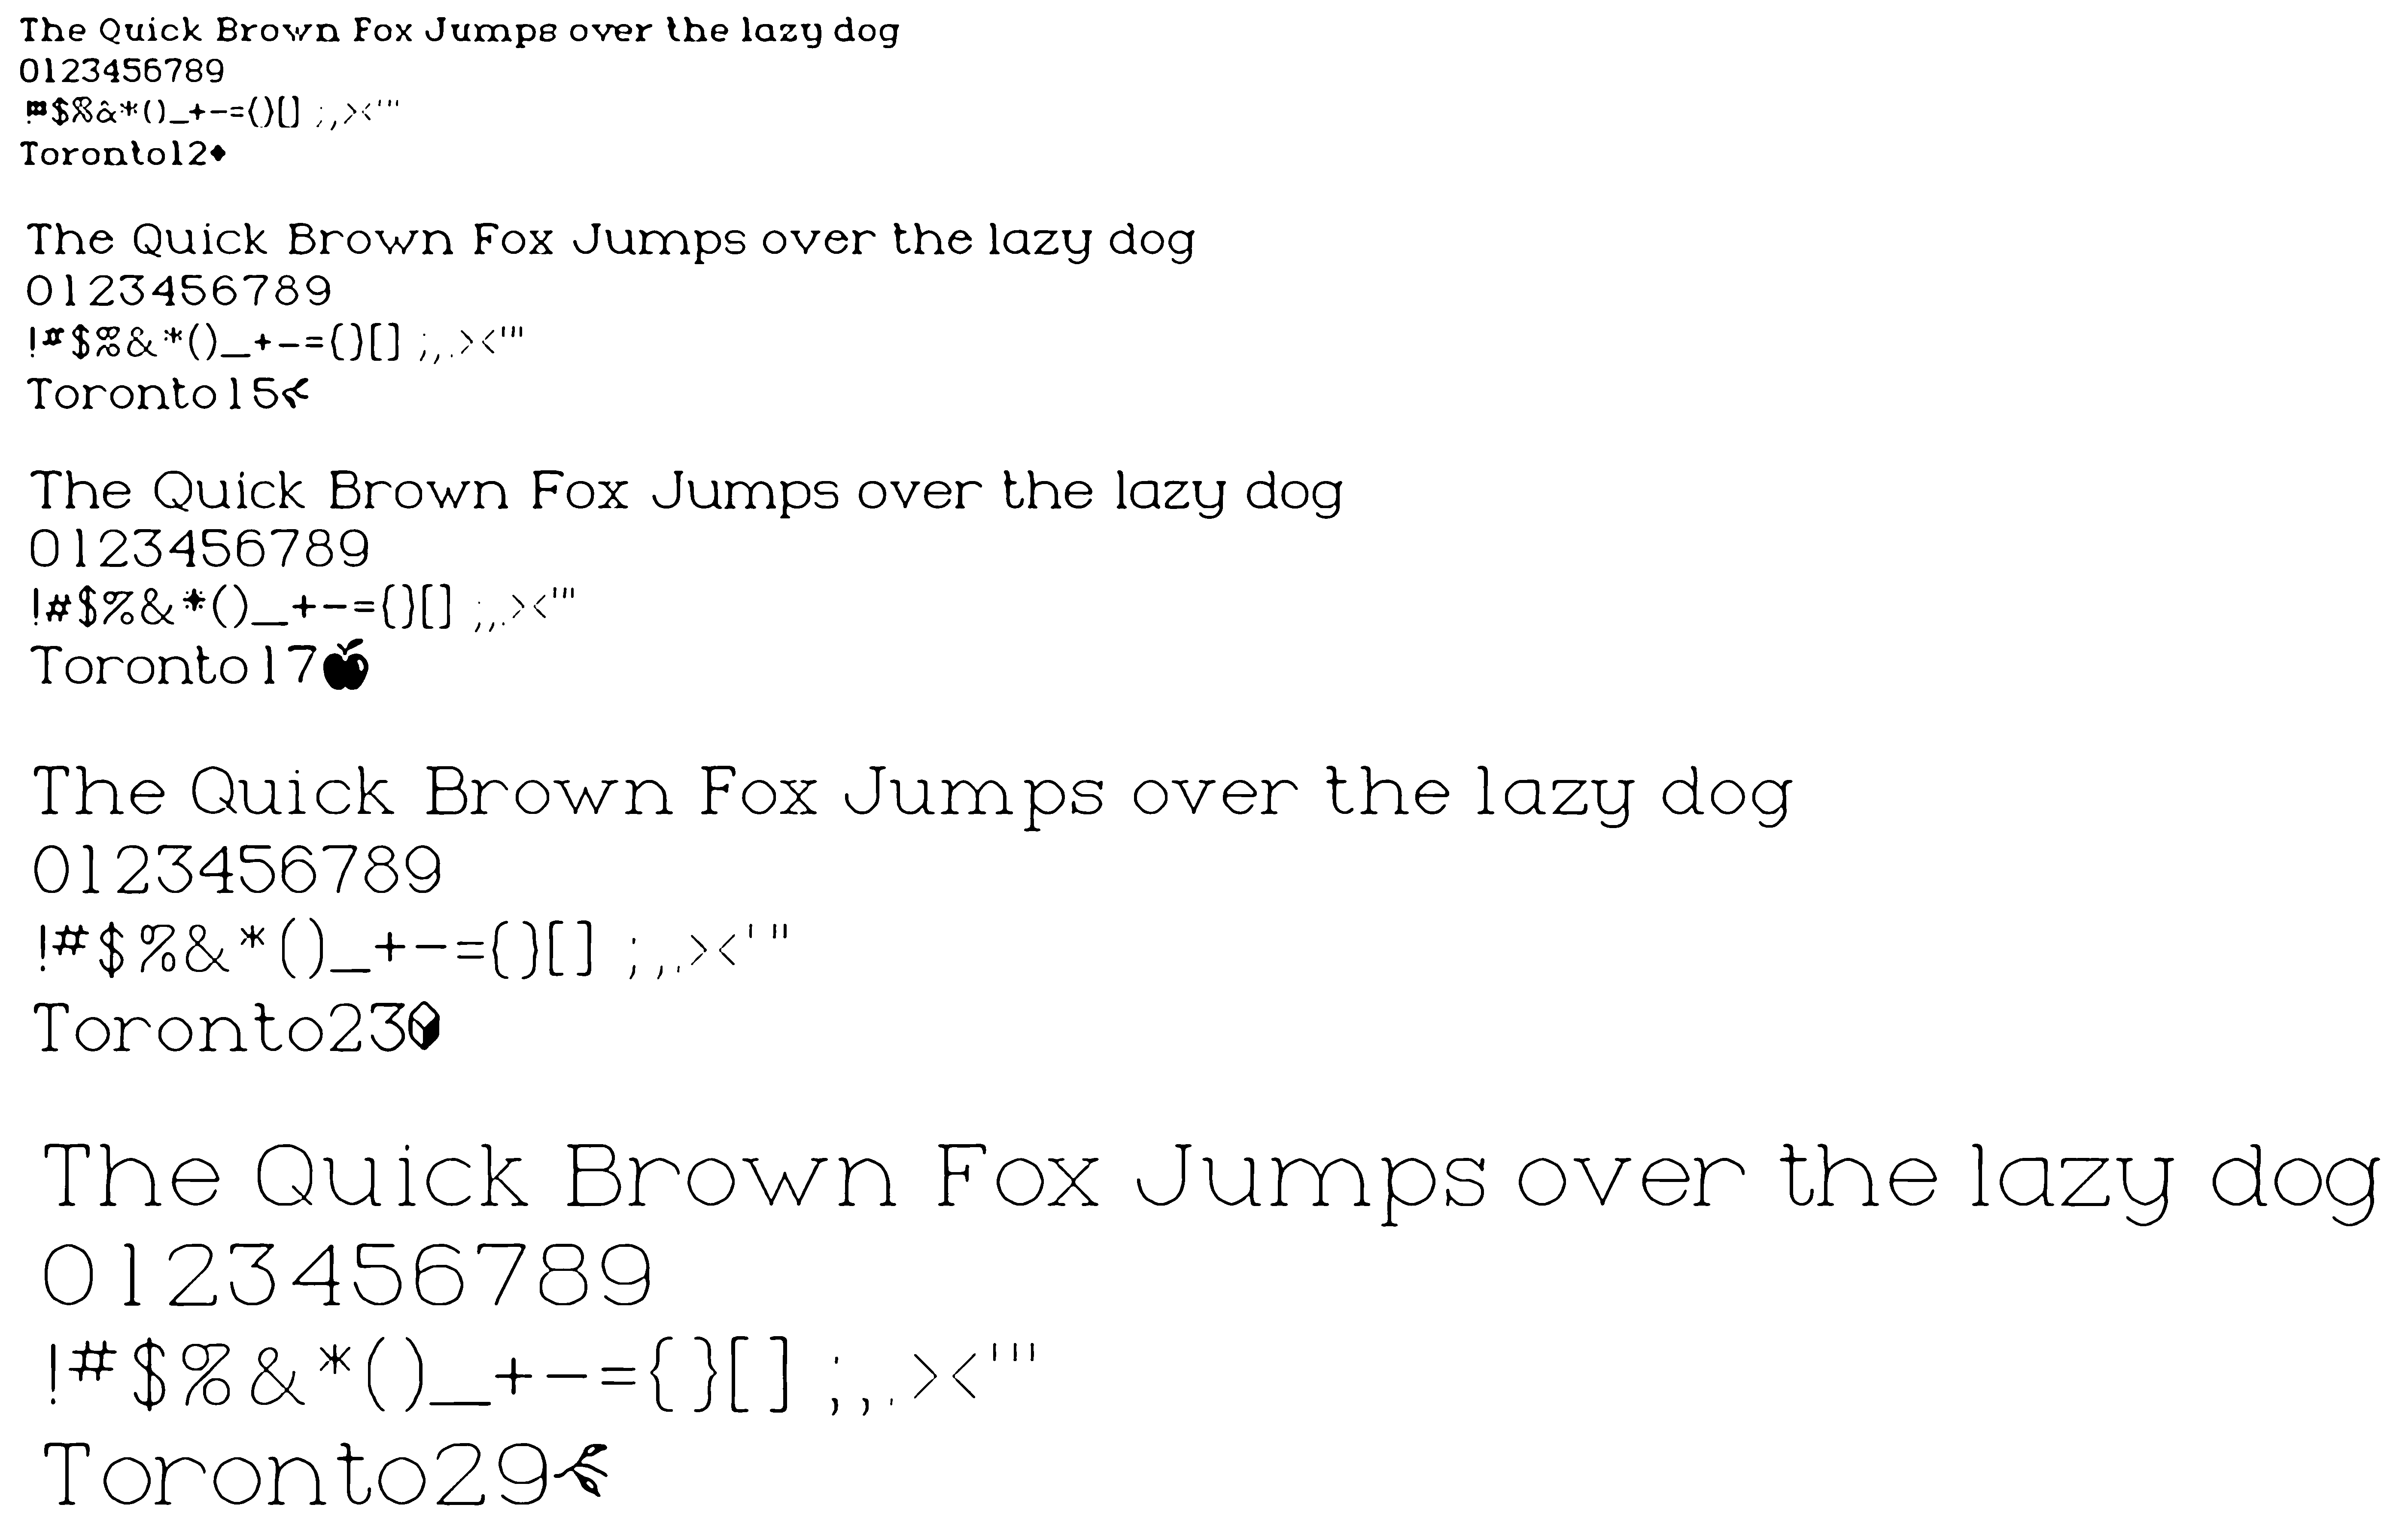 The Quick Brown Fox Jumps over the lazy dog
0123456789
!#$%&*()_+-={}[] ;,.><'"
Toronto12
The Quick Brown Fox Jumps over the lazy dog
0123456789
!#$%&*()_+-={}[] ;,.><'"
Toronto15
The Quick Brown Fox Jumps over the lazy dog
0123456789
!#$%&*()_+-={}[] ;,.><'"
Toronto17
The Quick Brown Fox Jumps over the lazy dog
0123456789
!#$%&*()_+-={}[] ;,.><'"
Toronto23
The Quick Brown Fox Jumps over the lazy dog
0123456789
!#$%&*()_+-={}[] ;,.><'"
Toronto29